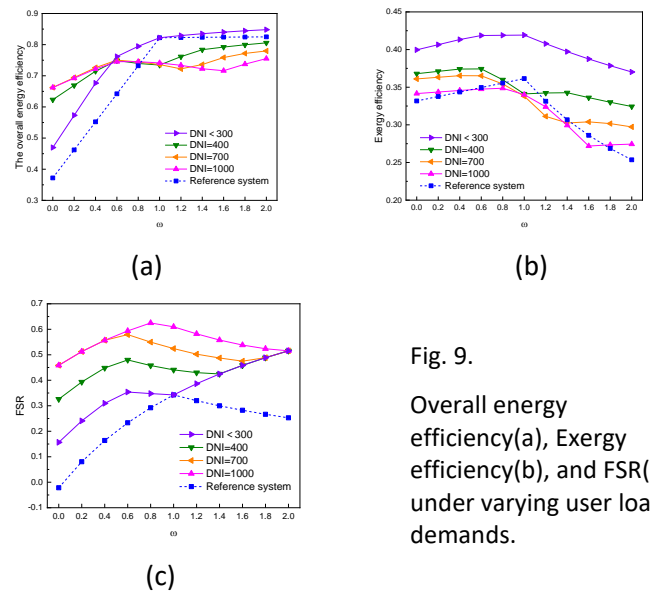 0.9
0.8
0.7
0.6
0.5
0.4
0.3
The overall energy efficiency
DNI < 300
DNI=400
DNI=700
DNI=1000
Reference system
0.0 0.2 0.4 0.6 0.8 1.0 1.2 1.4 1.6 1.8 2.0
ω
(a)
0.45
0.40
0.35
0.30
0.25
0.20
Exergy efficiency
DNI < 300
DNI=400
DNI=700
DNI=1000
Reference system
0.0 0.2 0.4 0.6 0.8 1.0 1.2 1.4 1.6 1.8 2.0
ω
(b)
0.7
0.6
0.5
0.4
0.3
0.2
0.1
0.0
-0.1
FSR
DNI < 300
DNI=400
DNI=700
DNI=1000
Reference system
0.0 0.2 0.4 0.6 0.8 1.0 1.2 1.4 1.6 1.8 2.0
ω
(c)
Fig. 9.
Overall energy
efficiency(a), Exergy
efficiency(b), and FSR(
under varying user loa
demands.